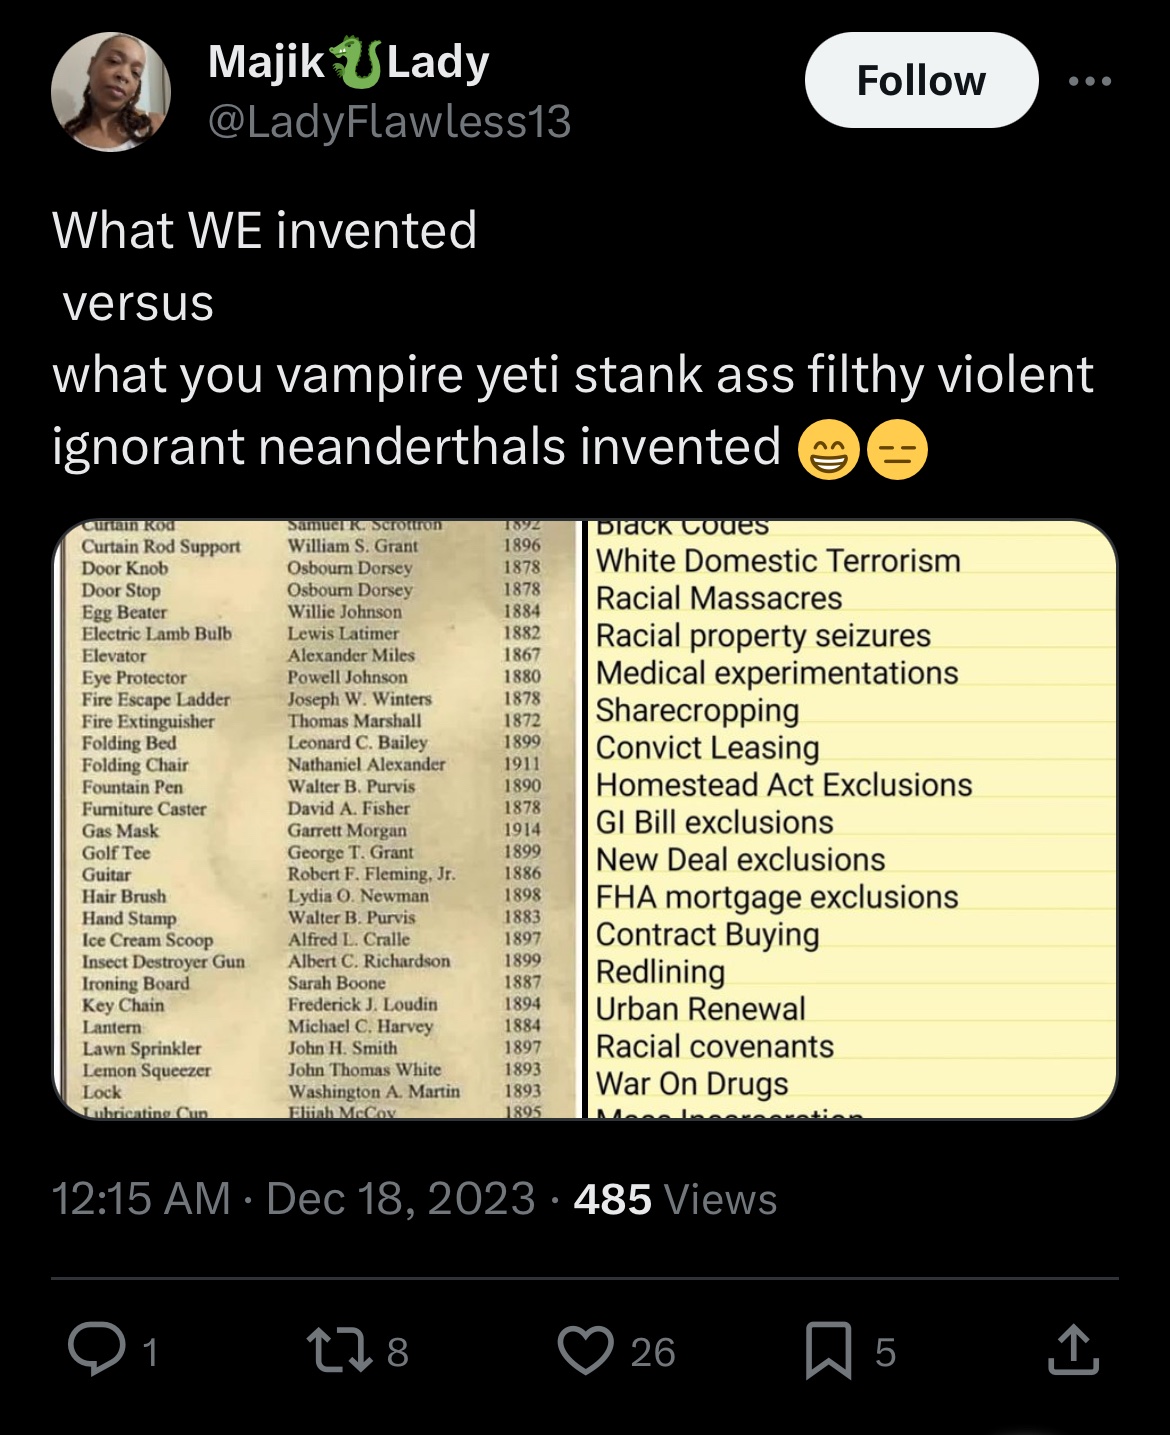 Majik🐉Lady
@LadyFlawless13
Follow
What WE invented
versus
what you vampire yeti stank ass filthy violent
ignorant neanderthals invented 😁😑
Curtain Rod Samuel R. Scrottron 1892
Curtain Rod Support William S. Grant 1896
Door Knob Osbourn Dorsey 1878
Door Stop Osbourn Dorsey 1878
Egg Beater Willie Johnson 1884
Electric Lamb Bulb Lewis Latimer 1882
Elevator Alexander Miles 1867
Eye Protector Powell Johnson 1880
Fire Escape Ladder Joseph W. Winters 1878
Fire Extinguisher Thomas Marshall 1872
Folding Bed Leonard C. Bailey 1899
Folding Chair Nathaniel Alexander 1911
Fountain Pen Walter B. Purvis 1890
Furniture Caster David A. Fisher 1878
Gas Mask Garrett Morgan 1914
Golf Tee George T. Grant 1899
Guitar Robert F. Fleming, Jr. 1886
Hair Brush Lydia O. Newman 1898
Hand Stamp Walter B. Purvis 1883
Ice Cream Scoop Alfred L. Cralle 1897
Insect Destroyer Gun Albert C. Richardson 1899
Ironing Board Sarah Boone 1887
Key Chain Frederick J. Loudin 1894
Lantern Michael C. Harvey 1884
Lawn Sprinkler John H. Smith 1897
Lemon Squeezer John Thomas White 1893
Lock Washington A. Martin 1893
Lubricating Cup Elijah McCoy 1895
Black Codes
White Domestic Terrorism
Racial Massacres
Racial property seizures
Medical experimentations
Sharecropping
Convict Leasing
Homestead Act Exclusions
GI Bill exclusions
New Deal exclusions
FHA mortgage exclusions
Contract Buying
Redlining
Urban Renewal
Racial covenants
War On Drugs
Mass Incarceration
12:15 AM · Dec 18, 2023 · 485 Views
1 8 26 5